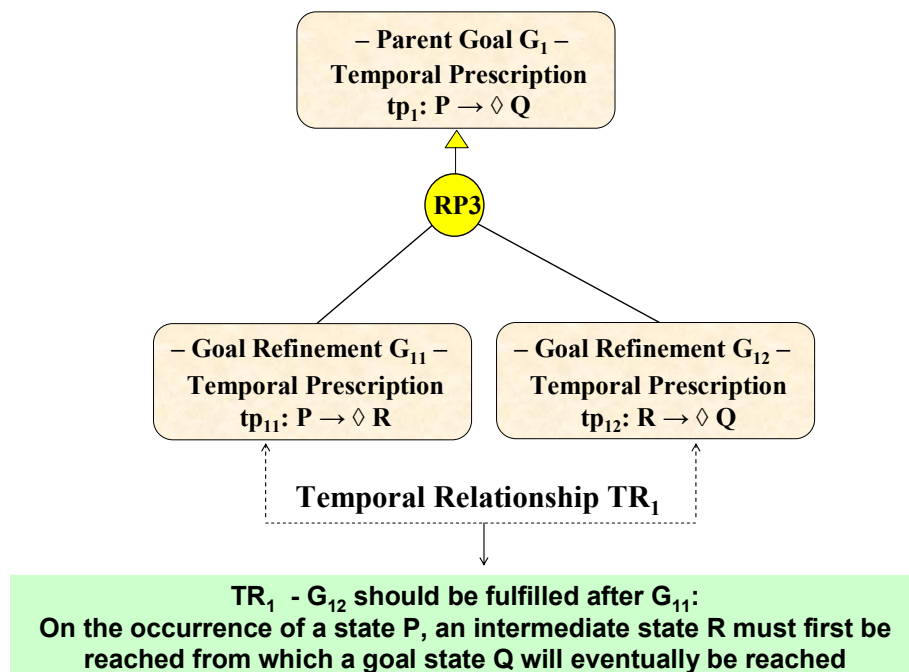 – Parent Goal G₁ –
Temporal Prescription
tp₁: P → ◊ Q
RP3
– Goal Refinement G₁₁ –
Temporal Prescription
tp₁₁: P → ◊ R
– Goal Refinement G₁₂ –
Temporal Prescription
tp₁₂: R → ◊ Q
Temporal Relationship TR₁
TR₁ - G₁₂ should be fulfilled after G₁₁:
On the occurrence of a state P, an intermediate state R must first be
reached from which a goal state Q will eventually be reached